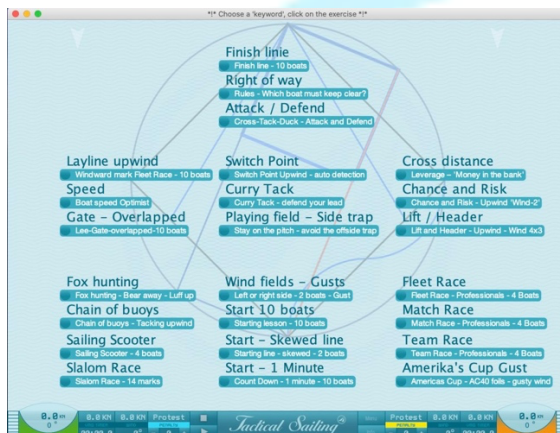 *!* Choose a 'keyword', click on the exercise *!*
Finish linie
Finish line - 10 boats
Right of way
Rules - Which boat must keep clear?
Attack / Defend
Cross-Tack-Duck - Attack and Defend
Layline upwind
Windward mark Fleet Race - 10 boats
Speed
Boat speed Optimist
Gate - Overlapped
Lee-Gate-overlapped-10 boats
Switch Point
Switch Point Upwind - auto detection
Curry Tack
Curry Tack - defend your lead
Playing field - Side trap
Stay on the pitch - avoid the offside trap
Cross distance
Leverage - 'Money in the bank'
Chance and Risk
Chance and Risk - Upwind 'Wind-2'
Lift / Header
Lift and Header - Upwind - Wind 4x3
Fox hunting
Fox hunting - Bear away - Luff up
Chain of buoys
Chain of buoys - Tacking upwind
Sailing Scooter
Sailing Scooter - 4 boats
Slalom Race
Slalom Race - 14 marks
Wind fields - Gusts
Left or right side - 2 boats - Gust
Start 10 boats
Starting lesson - 10 boats
Start - Skewed line
Starting line - skewed - 2 boats
Start - 1 Minute
Count Down - 1 minute - 10 boats
Fleet Race
Fleet Race - Professionals - 4 Boats
Match Race
Match Race - Professionals - 4 Boats
Team Race
Team Race - Professionals - 4 Boats
Amerika's Cup Gust
Americas Cup - AC40 foils - gusty wind
0.0 m 0.0 KN 0.0 KN Protest Tactical Sailing Protest 0.0 KN 0.0 KN 0.0 m
0° PENALTY PENALTY 0°